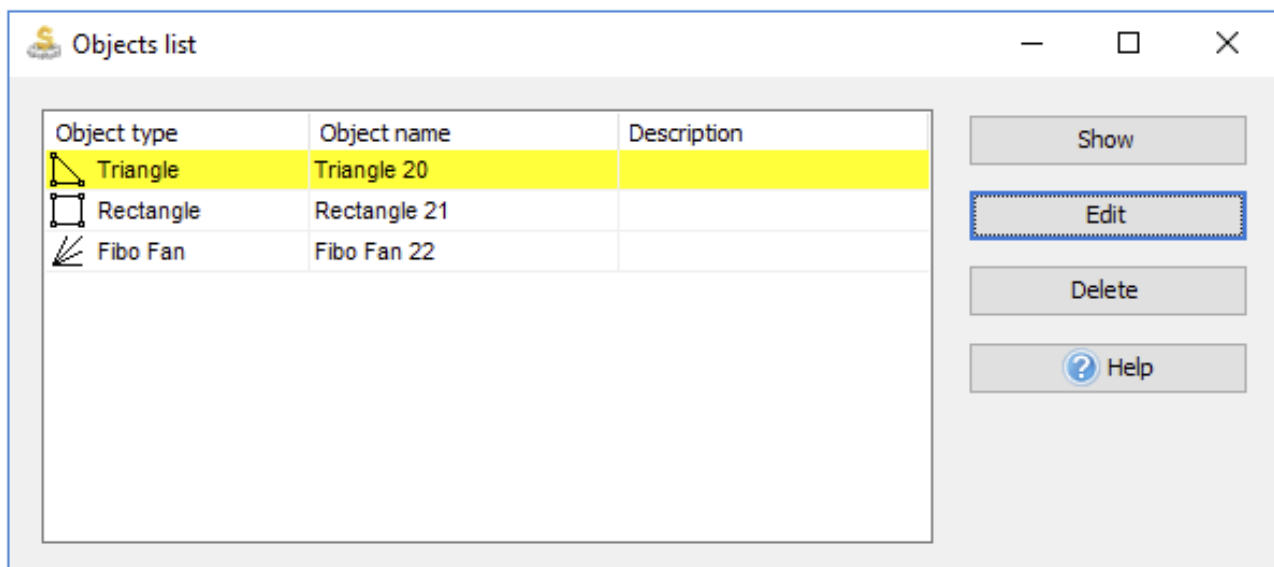 Objects list
Object type Object name Description
Triangle Triangle 20
Rectangle Rectangle 21
Fibo Fan Fibo Fan 22
Show
Edit
Delete
Help